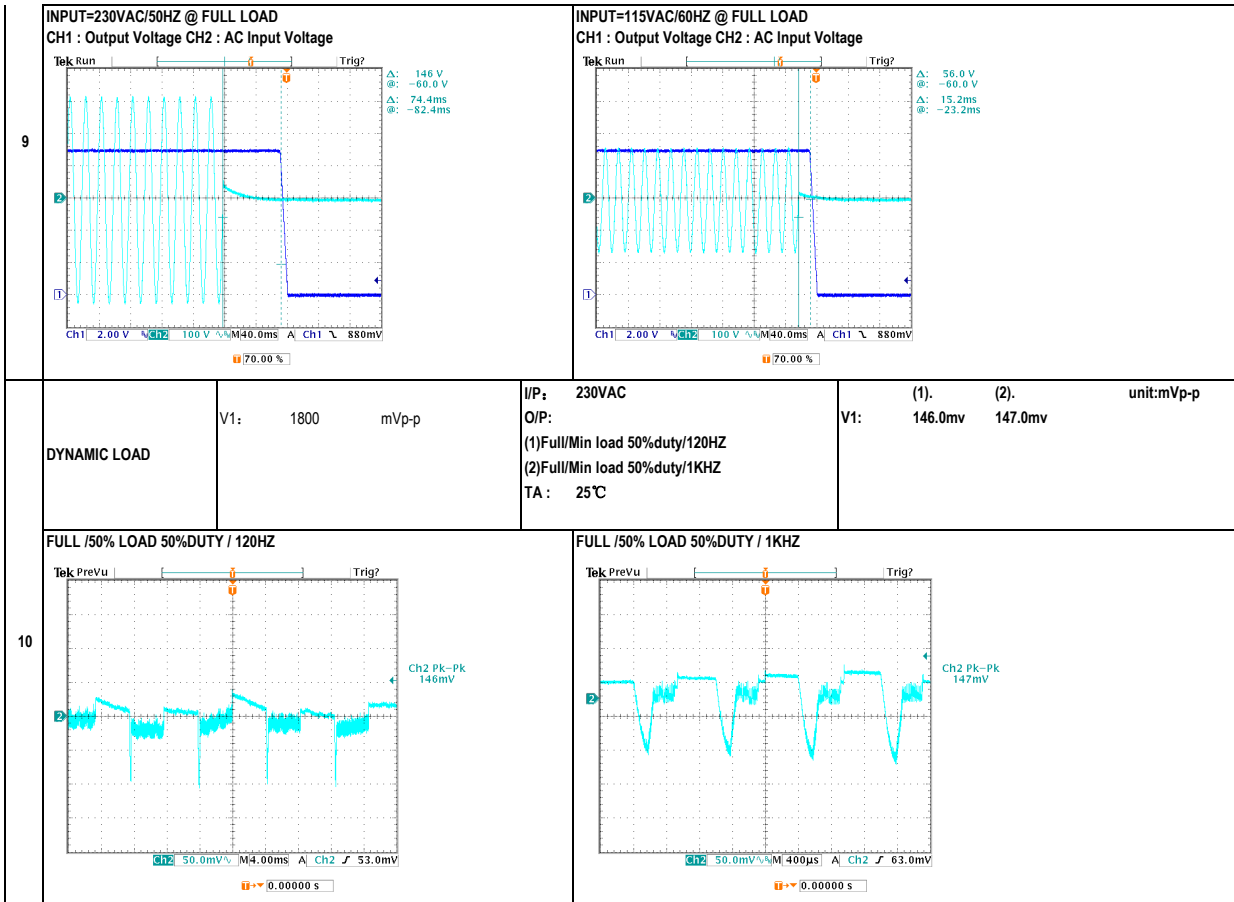 9
INPUT=230VAC/50HZ @ FULL LOAD
CH1 : Output Voltage CH2 : AC Input Voltage
Tek Run Trig?
T
Δ: 146 V
@: -60.0 V
Δ: 74.4ms
@: -82.4ms
2
1
Ch1 2.00 V Ch2 100 V M 40.0ms A Ch1 880mV
T 70.00 %
INPUT=115VAC/60HZ @ FULL LOAD
CH1 : Output Voltage CH2 : AC Input Voltage
Tek Run Trig?
T
Δ: 56.0 V
@: -60.0 V
Δ: 15.2ms
@: -23.2ms
2
1
Ch1 2.00 V Ch2 100 V M 40.0ms A Ch1 880mV
T 70.00 %
10
DYNAMIC LOAD
V1： 1800 mVp-p
I/P： 230VAC
O/P:
(1)Full/Min load 50%duty/120HZ
(2)Full/Min load 50%duty/1KHZ
TA : 25℃
(1). (2). unit:mVp-p
V1: 146.0mv 147.0mv
FULL /50% LOAD 50%DUTY / 120HZ
Tek PreVu Trig?
T
Ch2 Pk-Pk
146mV
2
Ch2 50.0mV M 4.00ms A Ch2 53.0mV
T 0.00000 s
FULL /50% LOAD 50%DUTY / 1KHZ
Tek PreVu Trig?
T
Ch2 Pk-Pk
147mV
2
Ch2 50.0mV M 400µs A Ch2 63.0mV
T 0.00000 s